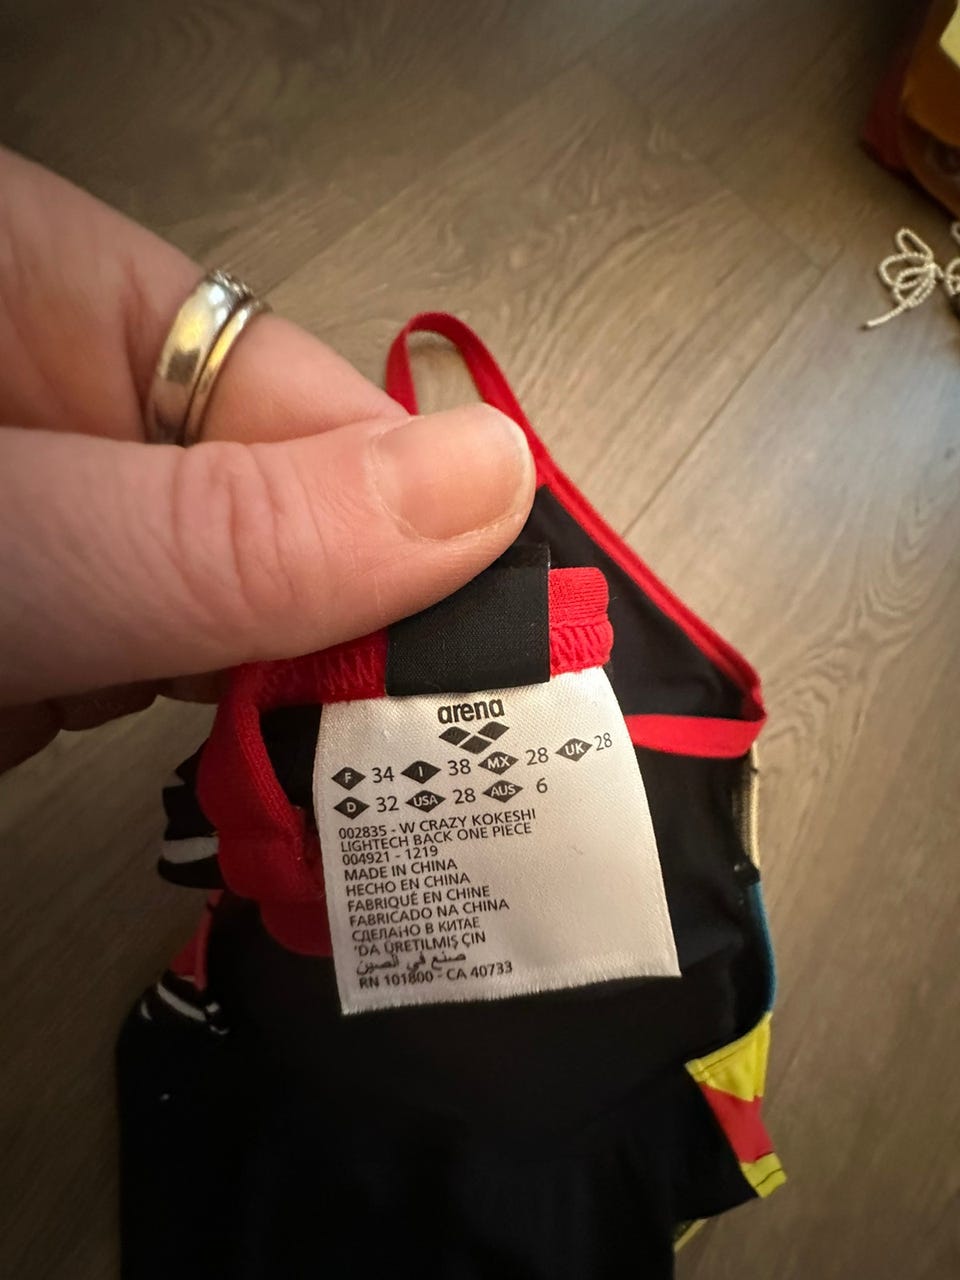 arena
F 34 I 38 MX 28 UK 28
D 32 USA 28 AUS 6
002835 - W CRAZY KOKESHI
LIGHTECH BACK ONE PIECE
004921 - 1219
MADE IN CHINA
HECHO EN CHINA
FABRIQUÉ EN CHINE
FABRICADO NA CHINA
СДЕЛАНО В КИТАЕ
'DA ÜRETILMIŞ ÇIN
صنع في الصين
RN 101800 - CA 40733